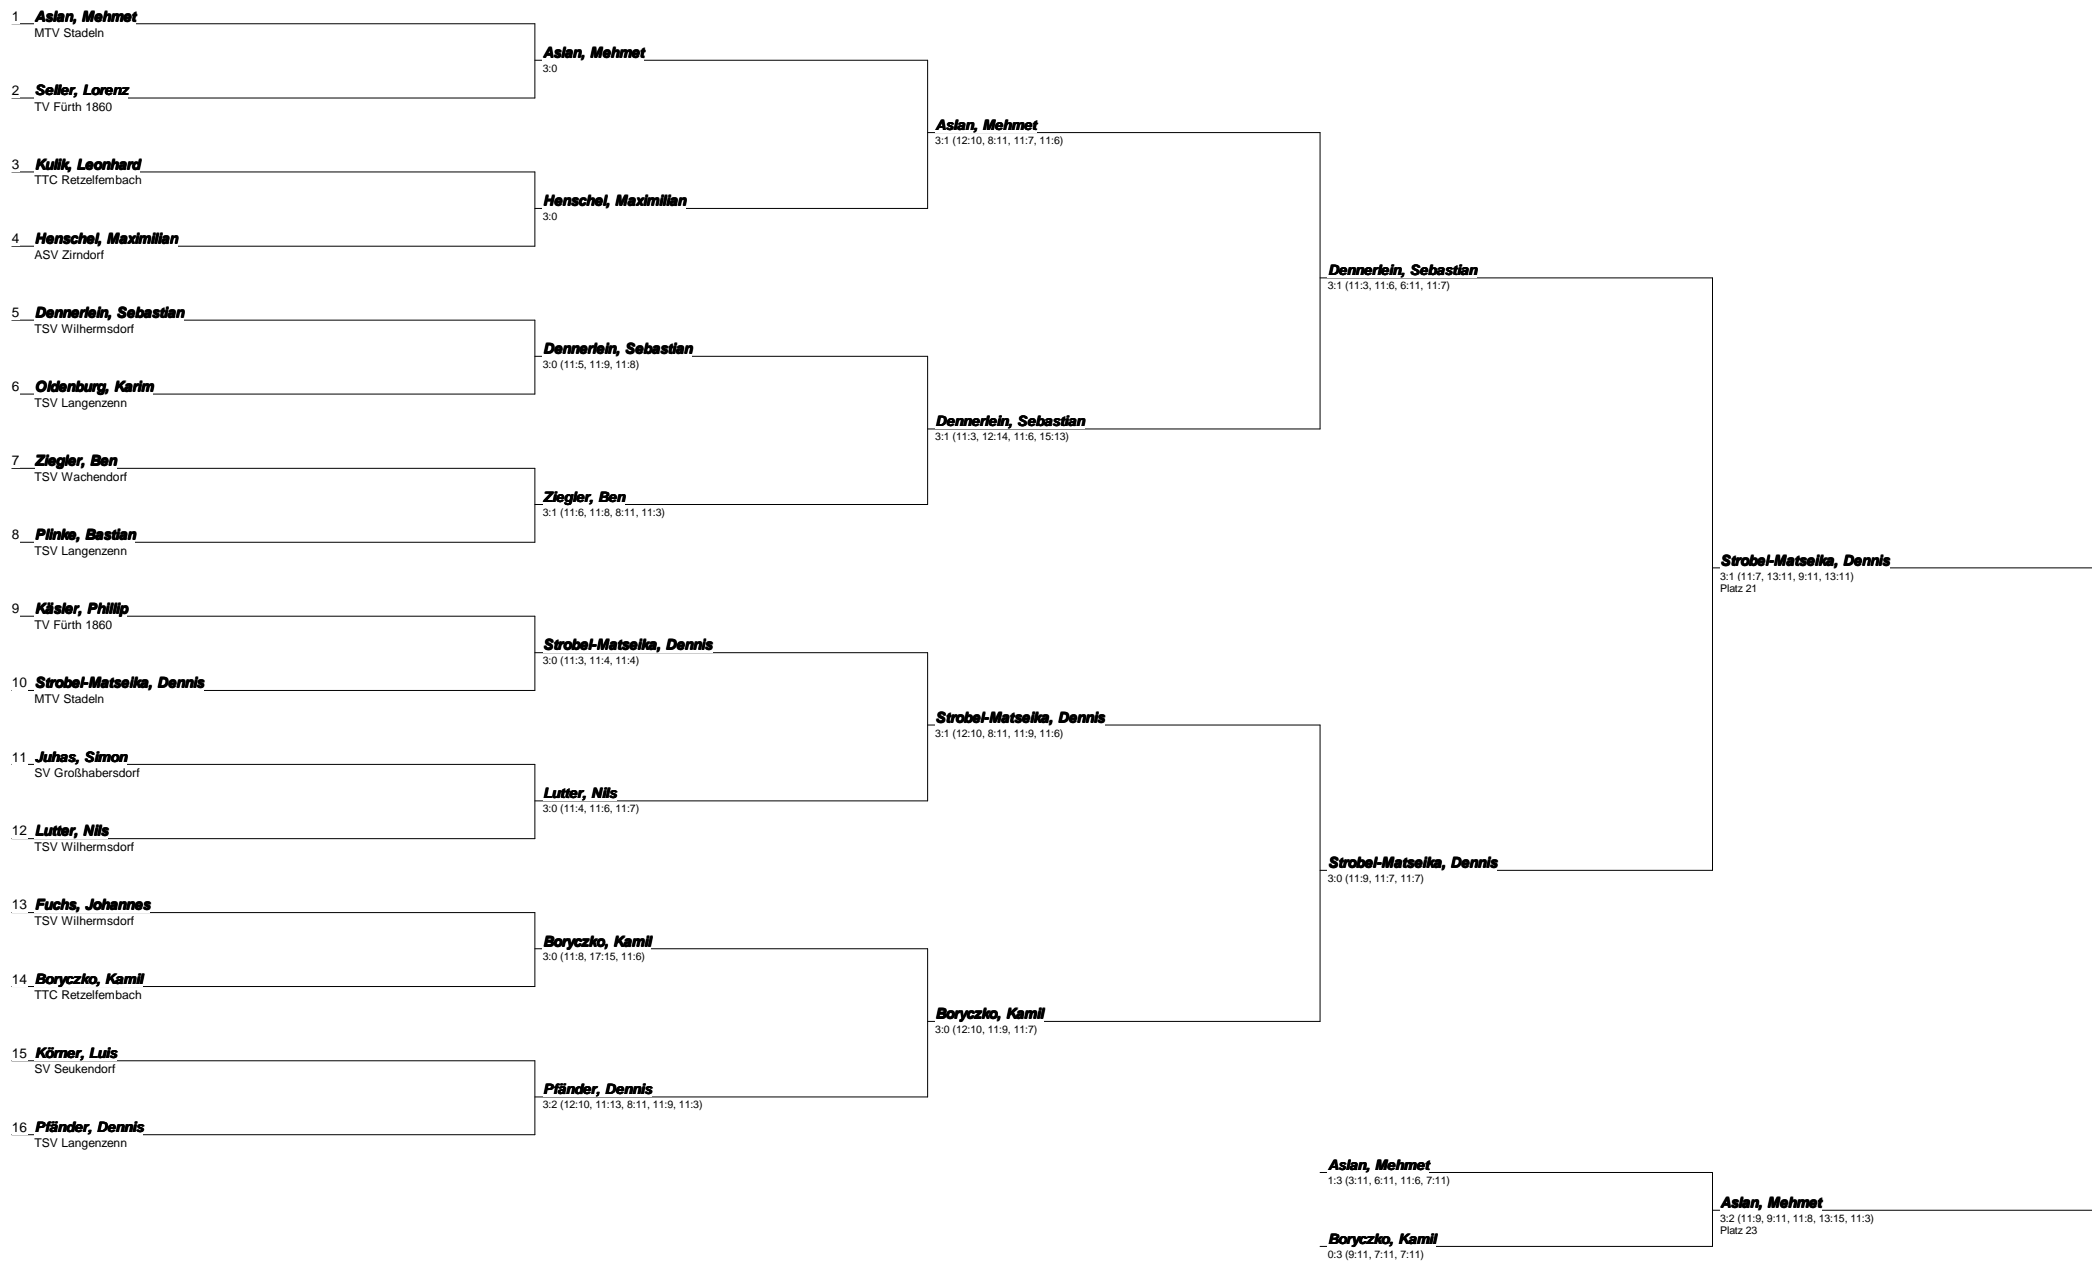 1 Aslan, Mehmet
MTV Stadeln
2 Seller, Lorenz
TV Fürth 1860
3 Kulik, Leonhard
TTC Retzelfembach
4 Henschel, Maximilian
ASV Zirndorf
5 Dennerlein, Sebastian
TSV Wilhermsdorf
6 Oldenburg, Karim
TSV Langenzenn
7 Ziegler, Ben
TSV Wachendorf
8 Plinke, Bastian
TSV Langenzenn
9 Käsler, Phillip
TV Fürth 1860
10 Strobel-Matseika, Dennis
MTV Stadeln
11 Juhas, Simon
SV Großhabersdorf
12 Lutter, Nils
TSV Wilhermsdorf
13 Fuchs, Johannes
TSV Wilhermsdorf
14 Boryczko, Kamil
TTC Retzelfembach
15 Körner, Luis
SV Seukendorf
16 Pfänder, Dennis
TSV Langenzenn
Aslan, Mehmet
3:0
Henschel, Maximilian
3:0
Dennerlein, Sebastian
3:0 (11:5, 11:9, 11:8)
Ziegler, Ben
3:1 (11:6, 11:8, 8:11, 11:3)
Strobel-Matseika, Dennis
3:0 (11:3, 11:4, 11:4)
Lutter, Nils
3:0 (11:4, 11:6, 11:7)
Boryczko, Kamil
3:0 (11:8, 17:15, 11:6)
Pfänder, Dennis
3:2 (12:10, 11:13, 8:11, 11:9, 11:3)
Aslan, Mehmet
3:1 (12:10, 8:11, 11:7, 11:6)
Dennerlein, Sebastian
3:1 (11:3, 12:14, 11:6, 15:13)
Strobel-Matseika, Dennis
3:1 (12:10, 8:11, 11:9, 11:6)
Boryczko, Kamil
3:0 (12:10, 11:9, 11:7)
Dennerlein, Sebastian
3:1 (11:3, 11:6, 6:11, 11:7)
Strobel-Matseika, Dennis
3:0 (11:9, 11:7, 11:7)
Strobel-Matseika, Dennis
3:1 (11:7, 13:11, 9:11, 13:11)
Platz 21
Aslan, Mehmet
1:3 (3:11, 6:11, 11:6, 7:11)
Boryczko, Kamil
0:3 (9:11, 7:11, 7:11)
Aslan, Mehmet
3:2 (11:9, 9:11, 11:8, 13:15, 11:3)
Platz 23